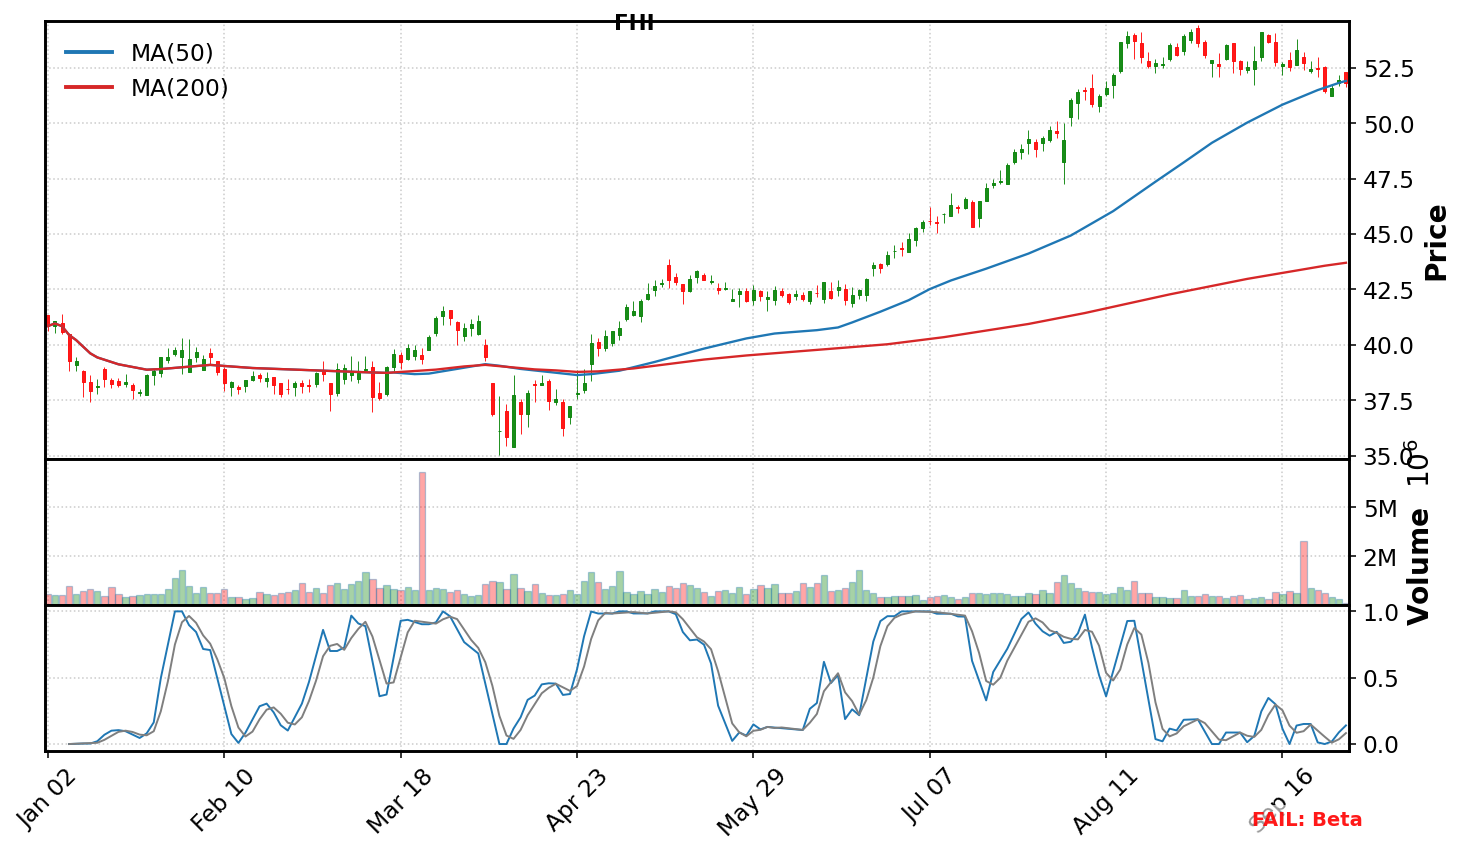 FHI
MA(50)
MA(200)
52.5
50.0
47.5
45.0
42.5
40.0
37.5
35.0
Price
10^6
5M
2M
Volume
1.0
0.5
0.0
Jan 02
Feb 10
Mar 18
Apr 23
May 29
Jul 07
Aug 11
Sep 16
FAIL: Beta